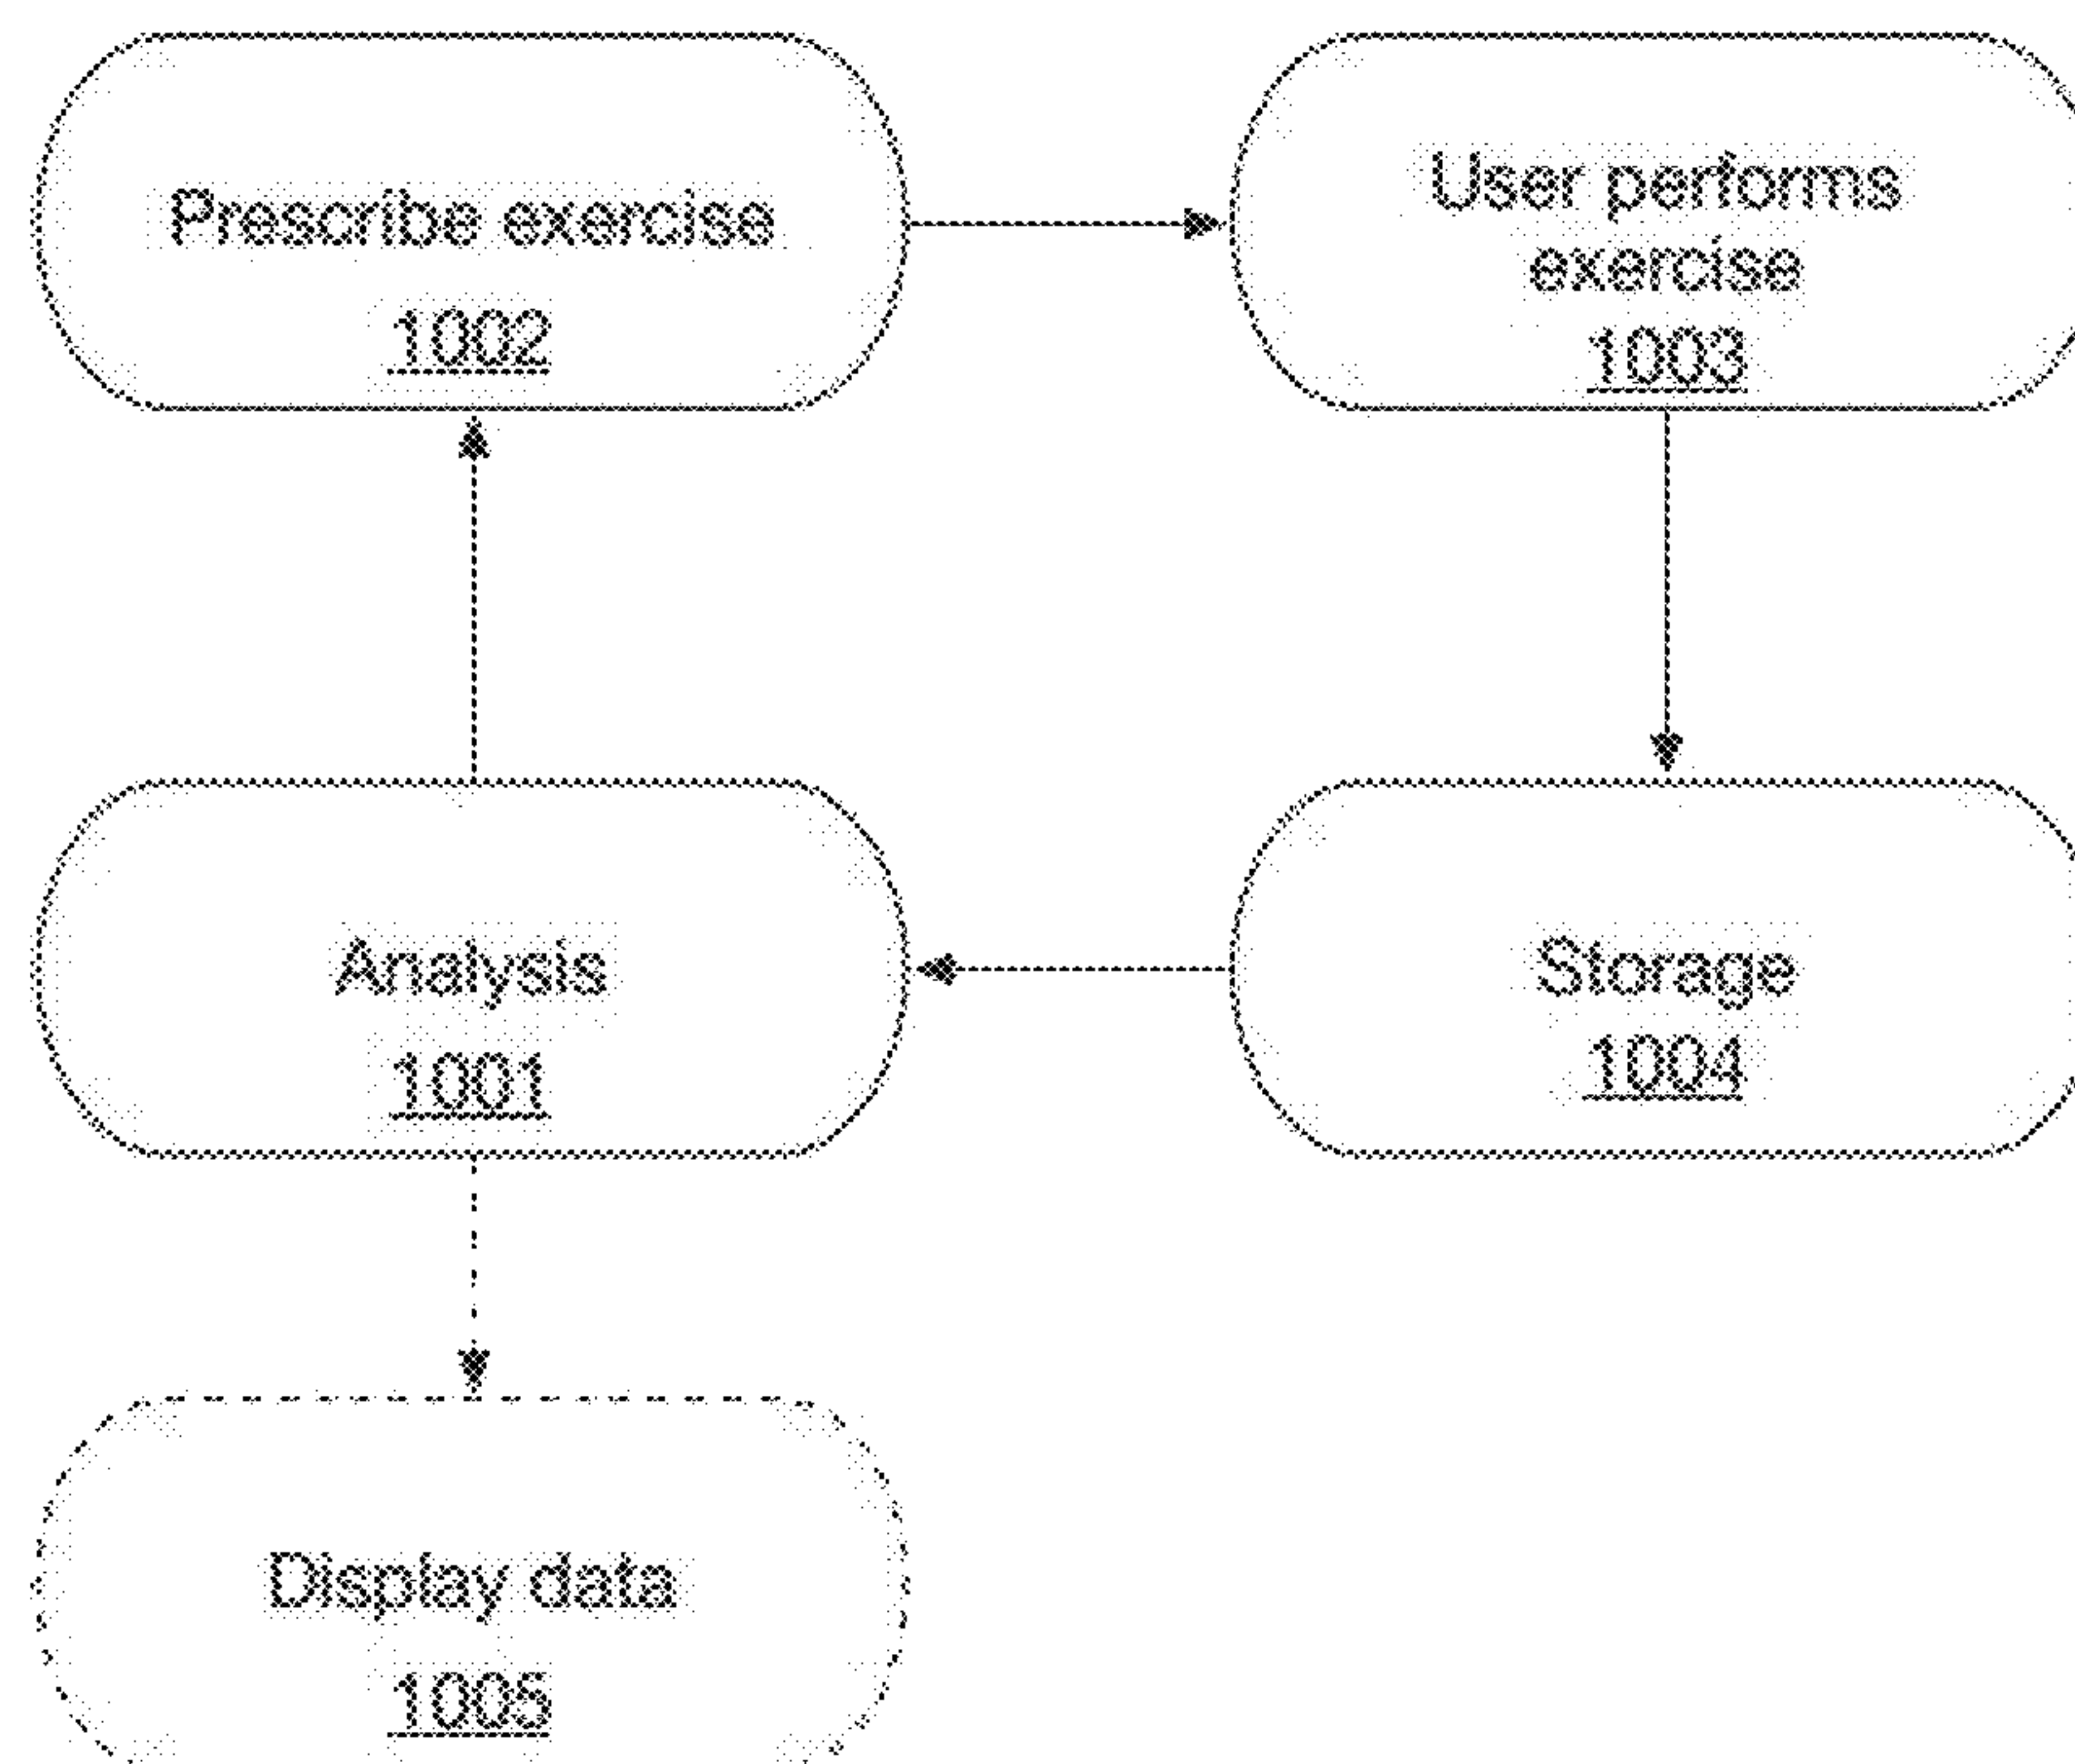 Prescribe exercise
1002
User performs
exercise
1003
Analysis
1001
Storage
1004
Display data
1005